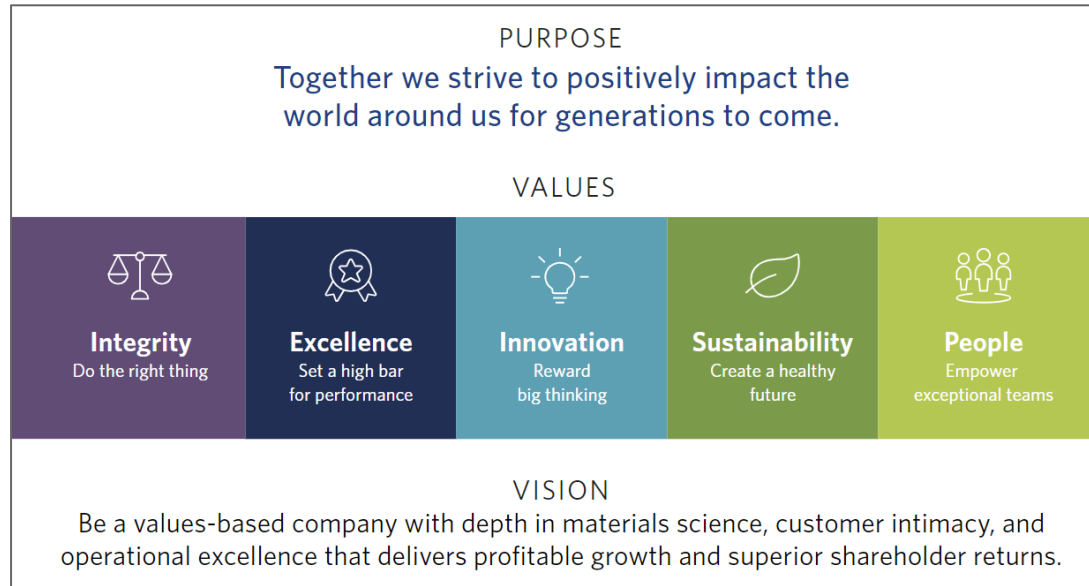 PURPOSE
Together we strive to positively impact the
world around us for generations to come.
VALUES
Integrity
Do the right thing
Excellence
Set a high bar
for performance
Innovation
Reward
big thinking
Sustainability
Create a healthy
future
People
Empower
exceptional teams
VISION
Be a values-based company with depth in materials science, customer intimacy, and
operational excellence that delivers profitable growth and superior shareholder returns.